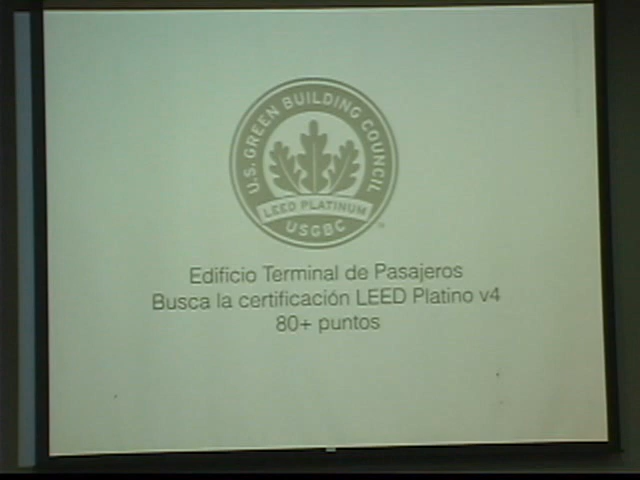 U.S. GREEN BUILDING COUNCIL
LEED PLATINUM
USGBC
Edificio Terminal de Pasajeros
Busca la certificación LEED Platino v4
80+ puntos